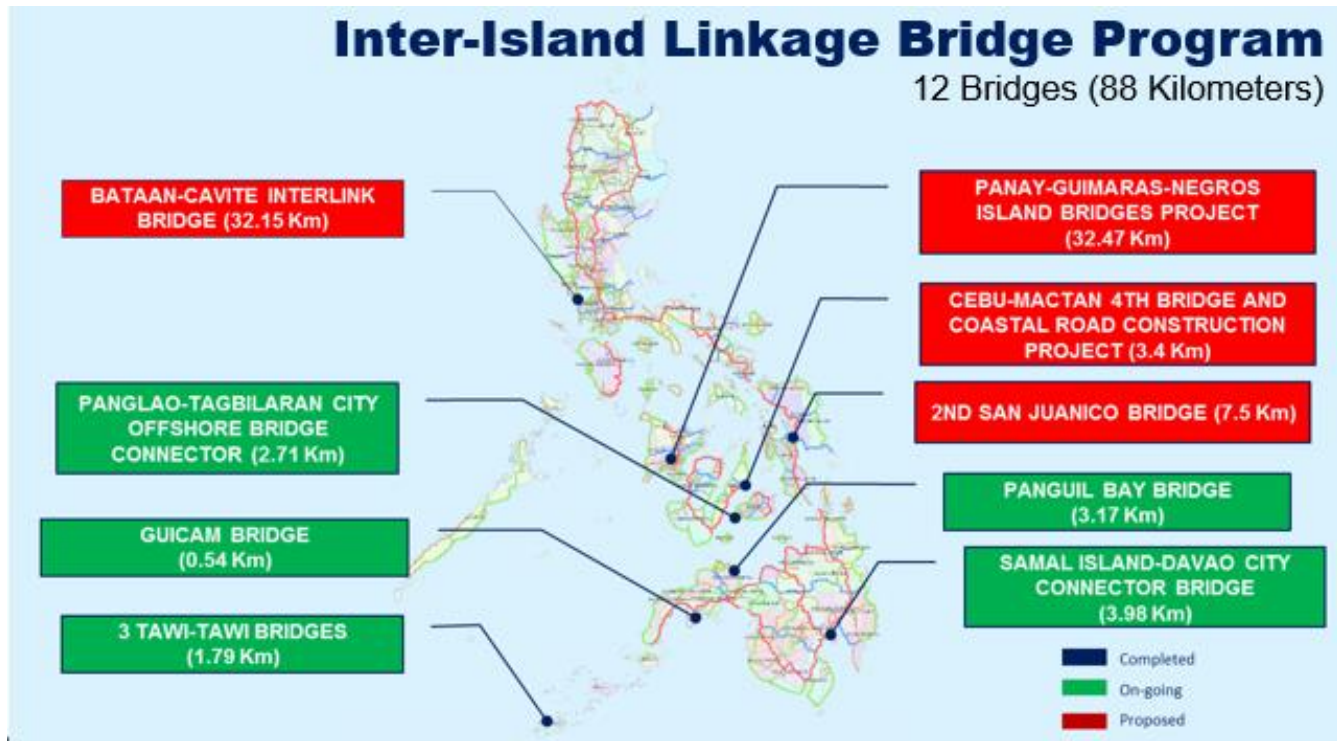 Inter-Island Linkage Bridge Program
12 Bridges (88 Kilometers)
BATAAN-CAVITE INTERLINK
BRIDGE (32.15 Km)
PANGLAO-TAGBILARAN CITY
OFFSHORE BRIDGE
CONNECTOR (2.71 Km)
GUICAM BRIDGE
(0.54 Km)
3 TAWI-TAWI BRIDGES
(1.79 Km)
PANAY-GUIMARAS-NEGROS
ISLAND BRIDGES PROJECT
(32.47 Km)
CEBU-MACTAN 4TH BRIDGE AND
COASTAL ROAD CONSTRUCTION
PROJECT (3.4 Km)
2ND SAN JUANICO BRIDGE (7.5 Km)
PANGUIL BAY BRIDGE
(3.17 Km)
SAMAL ISLAND-DAVAO CITY
CONNECTOR BRIDGE
(3.98 Km)
Completed
On-going
Proposed